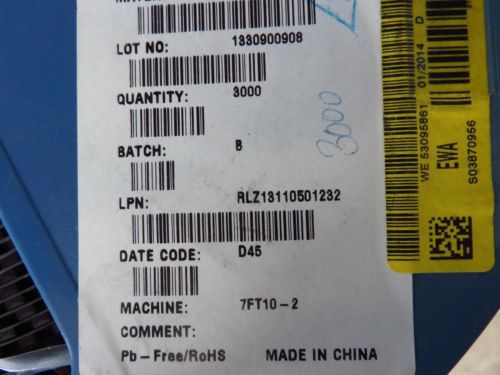 LOT NO: 1330900908
QUANTITY: 3000
3000
BATCH: B
LPN: RLZ13110501232
DATE CODE: D45
MACHINE: 7FT10-2
COMMENT:
Pb-Free/RoHS MADE IN CHINA
WE 53095861 01/2014 D
EWA
S03870956